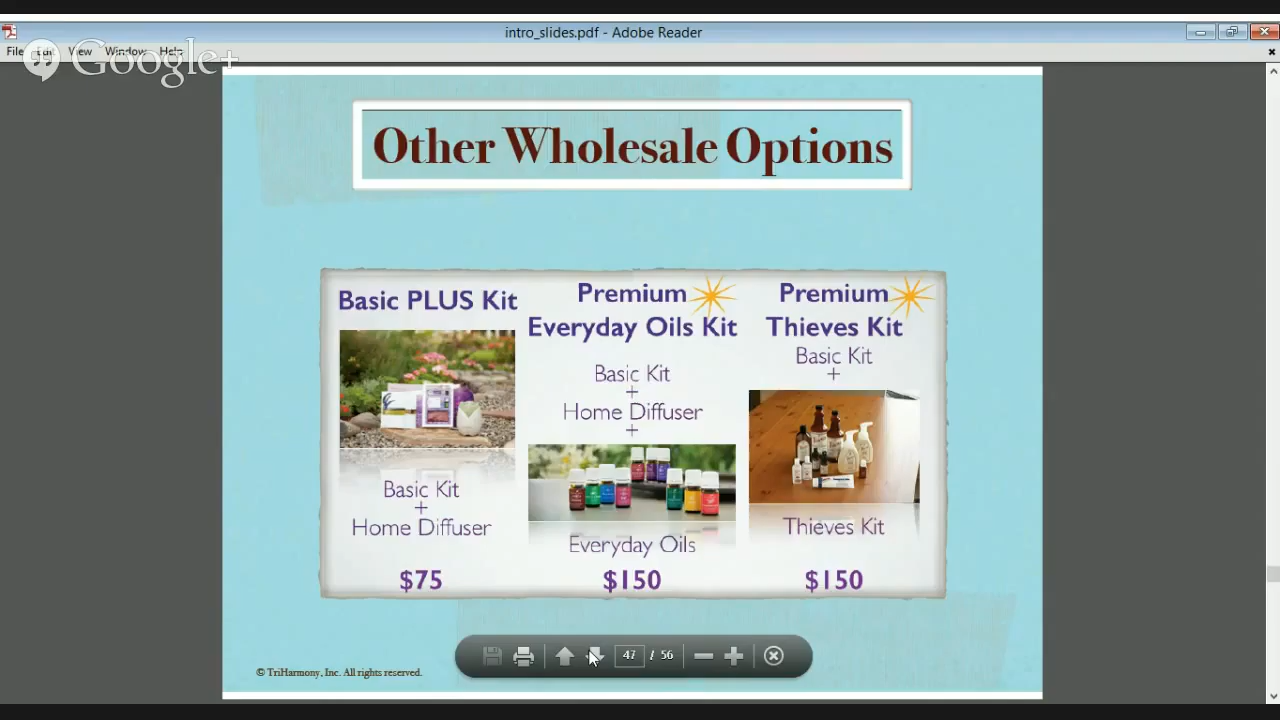 intro_slides.pdf - Adobe Reader
File Edit View Window Help
Google+
Other Wholesale Options
Basic PLUS Kit
Basic Kit
+
Home Diffuser
$75
Premium
Everyday Oils Kit
Basic Kit
+
Home Diffuser
+
Everyday Oils
$150
Premium
Thieves Kit
Basic Kit
+
Thieves Kit
$150
47 / 56
© TriHarmony, Inc. All rights reserved.